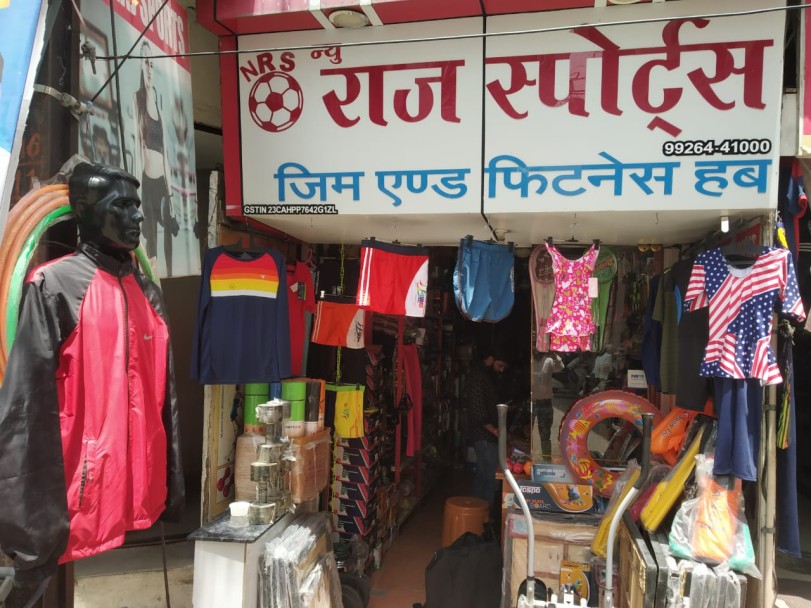 NRS
न्यु
राज स्पोर्ट्स
99264-41000
जिम एण्ड फिटनेस हब
GSTIN 23CAHPP7642G1ZL